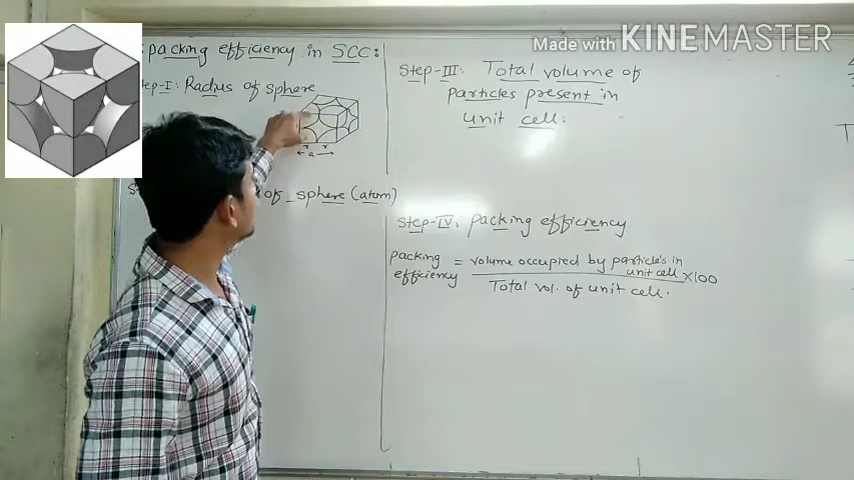 Made with KINEMASTER
packing efficiency in SCC:
Step-I: Radius of sphere
r r
a
of sphere (atom)
Step-III: Total volume of
particles present in
unit cell:
Step-IV: packing efficiency
packing efficiency = volume occupied by particle's in unit cell ×100
Total vol. of unit cell.